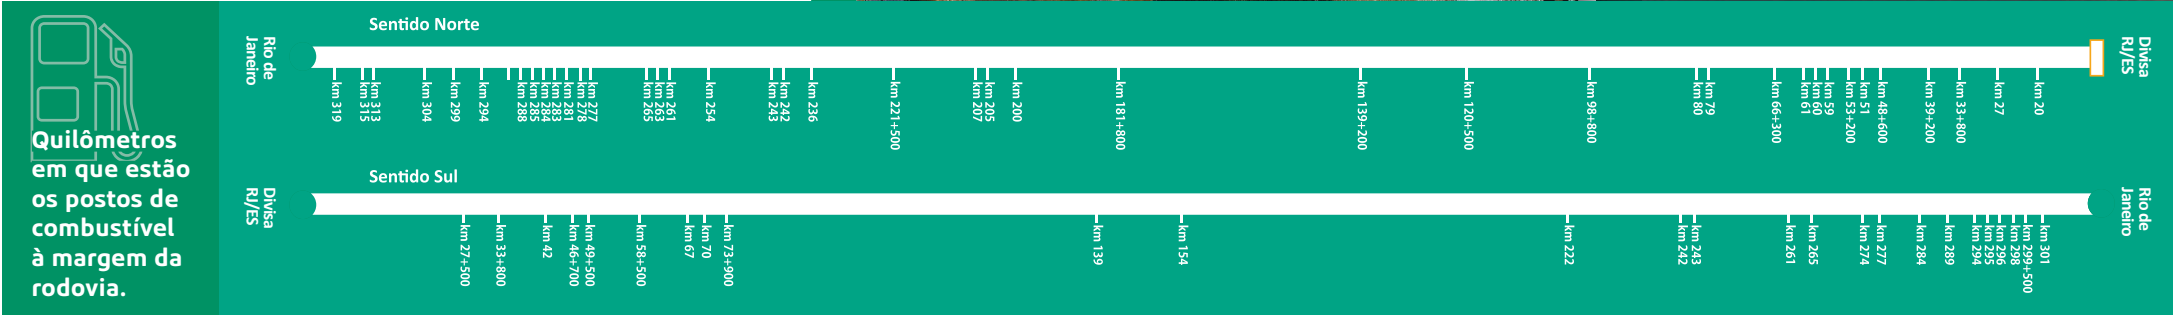 Quilômetros
em que estão
os postos de
combustível
à margem da
rodovia.
Sentido Norte
Rio de
Janeiro
km 319
km 315
km 313
km 304
km 299
km 294
km 288
km 285
km 284
km 283
km 281
km 278
km 277
km 265
km 263
km 261
km 254
km 243
km 242
km 236
km 221+500
km 207
km 205
km 200
km 181+800
km 139+200
km 120+500
km 98+800
km 80
km 79
km 66+300
km 61
km 60
km 59
km 53+200
km 51
km 48+600
km 39+200
km 33+800
km 27
km 20
Divisa
RJ/ES
Sentido Sul
Divisa
RJ/ES
km 27+500
km 33+800
km 42
km 46+700
km 49+500
km 58+500
km 67
km 70
km 73+900
km 139
km 154
km 222
km 242
km 243
km 261
km 265
km 274
km 277
km 284
km 289
km 294
km 295
km 296
km 298
km 299+500
km 301
Rio de
Janeiro